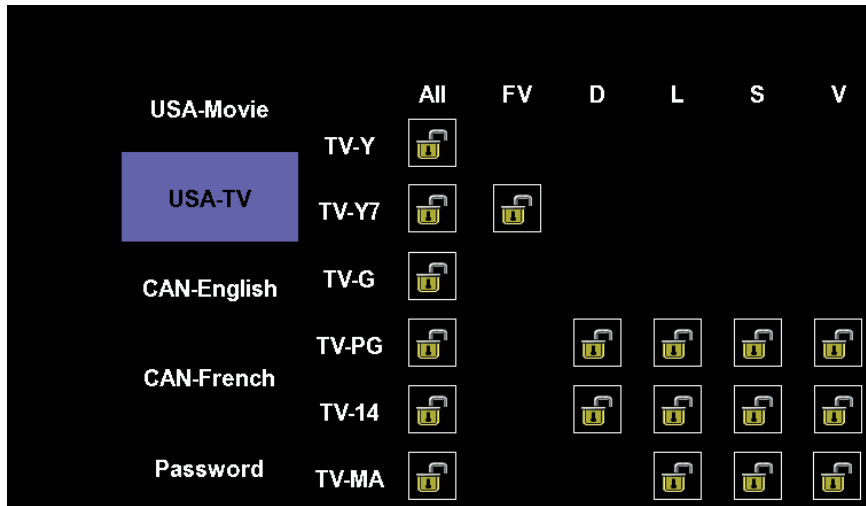 All FV D L S V
USA-Movie
TV-Y
USA-TV
TV-Y7
CAN-English
TV-G
TV-PG
CAN-French
TV-14
Password
TV-MA